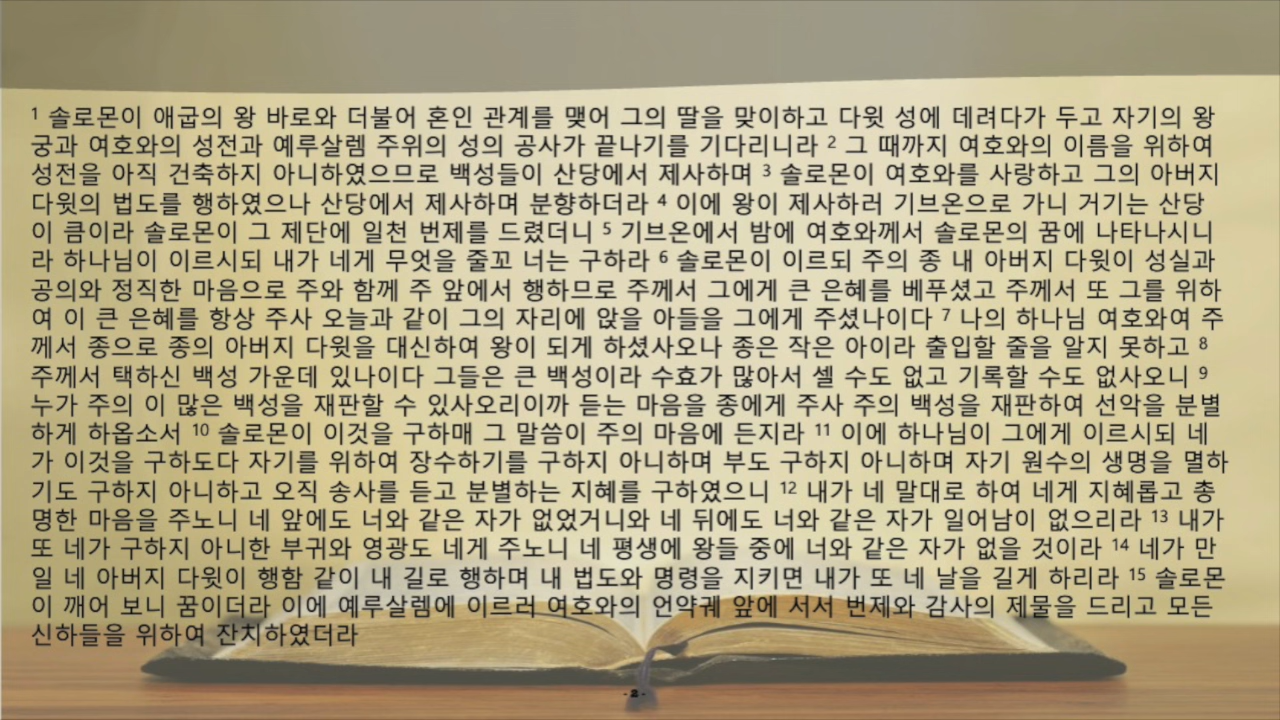 1 솔로몬이 애굽의 왕 바로와 더불어 혼인 관계를 맺어 그의 딸을 맞이하고 다윗 성에 데려다가 두고 자기의 왕
궁과 여호와의 성전과 예루살렘 주위의 성의 공사가 끝나기를 기다리니라 2 그 때까지 여호와의 이름을 위하여
성전을 아직 건축하지 아니하였으므로 백성들이 산당에서 제사하며 3 솔로몬이 여호와를 사랑하고 그의 아버지
다윗의 법도를 행하였으나 산당에서 제사하며 분향하더라 4 이에 왕이 제사하러 기브온으로 가니 거기는 산당
이 큼이라 솔로몬이 그 제단에 일천 번제를 드렸더니 5 기브온에서 밤에 여호와께서 솔로몬의 꿈에 나타나시니
라 하나님이 이르시되 내가 네게 무엇을 줄꼬 너는 구하라 6 솔로몬이 이르되 주의 종 내 아버지 다윗이 성실과
공의와 정직한 마음으로 주와 함께 주 앞에서 행하므로 주께서 그에게 큰 은혜를 베푸셨고 주께서 또 그를 위하
여 이 큰 은혜를 항상 주사 오늘과 같이 그의 자리에 앉을 아들을 그에게 주셨나이다 7 나의 하나님 여호와여 주
께서 종으로 종의 아버지 다윗을 대신하여 왕이 되게 하셨사오나 종은 작은 아이라 출입할 줄을 알지 못하고 8
주께서 택하신 백성 가운데 있나이다 그들은 큰 백성이라 수효가 많아서 셀 수도 없고 기록할 수도 없사오니 9
누가 주의 이 많은 백성을 재판할 수 있사오리이까 듣는 마음을 종에게 주사 주의 백성을 재판하여 선악을 분별
하게 하옵소서 10 솔로몬이 이것을 구하매 그 말씀이 주의 마음에 든지라 11 이에 하나님이 그에게 이르시되 네
가 이것을 구하도다 자기를 위하여 장수하기를 구하지 아니하며 부도 구하지 아니하며 자기 원수의 생명을 멸하
기도 구하지 아니하고 오직 송사를 듣고 분별하는 지혜를 구하였으니 12 내가 네 말대로 하여 네게 지혜롭고 총
명한 마음을 주노니 네 앞에도 너와 같은 자가 없었거니와 네 뒤에도 너와 같은 자가 일어남이 없으리라 13 내가
또 네가 구하지 아니한 부귀와 영광도 네게 주노니 네 평생에 왕들 중에 너와 같은 자가 없을 것이라 14 네가 만
일 네 아버지 다윗이 행함 같이 내 길로 행하며 내 법도와 명령을 지키면 내가 또 네 날을 길게 하리라 15 솔로몬
이 깨어 보니 꿈이더라 이에 예루살렘에 이르러 여호와의 언약궤 앞에 서서 번제와 감사의 제물을 드리고 모든
신하들을 위하여 잔치하였더라
- 2 -